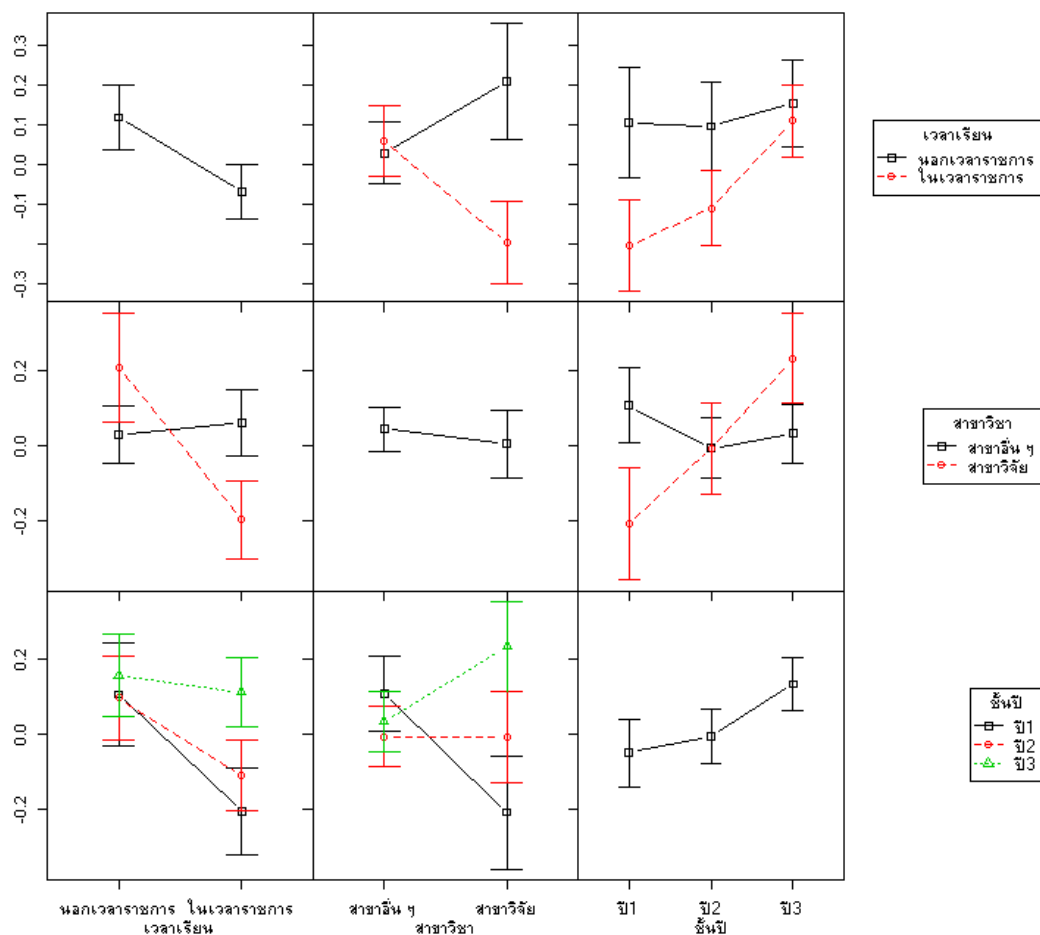 0.3
0.2
0.1
0.0
-0.1
-0.3
เวลาเรียน
นอกเวลาราชการ
ในเวลาราชการ
0.2
0.0
-0.2
สาขาวิชา
สาขาอื่น ๆ
สาขาวิจัย
0.2
0.0
-0.2
ชั้นปี
ปี1
ปี2
ปี3
นอกเวลาราชการ ในเวลาราชการ
เวลาเรียน
สาขาอื่น ๆ สาขาวิจัย
สาขาวิชา
ปี1 ปี2 ปี3
ชั้นปี